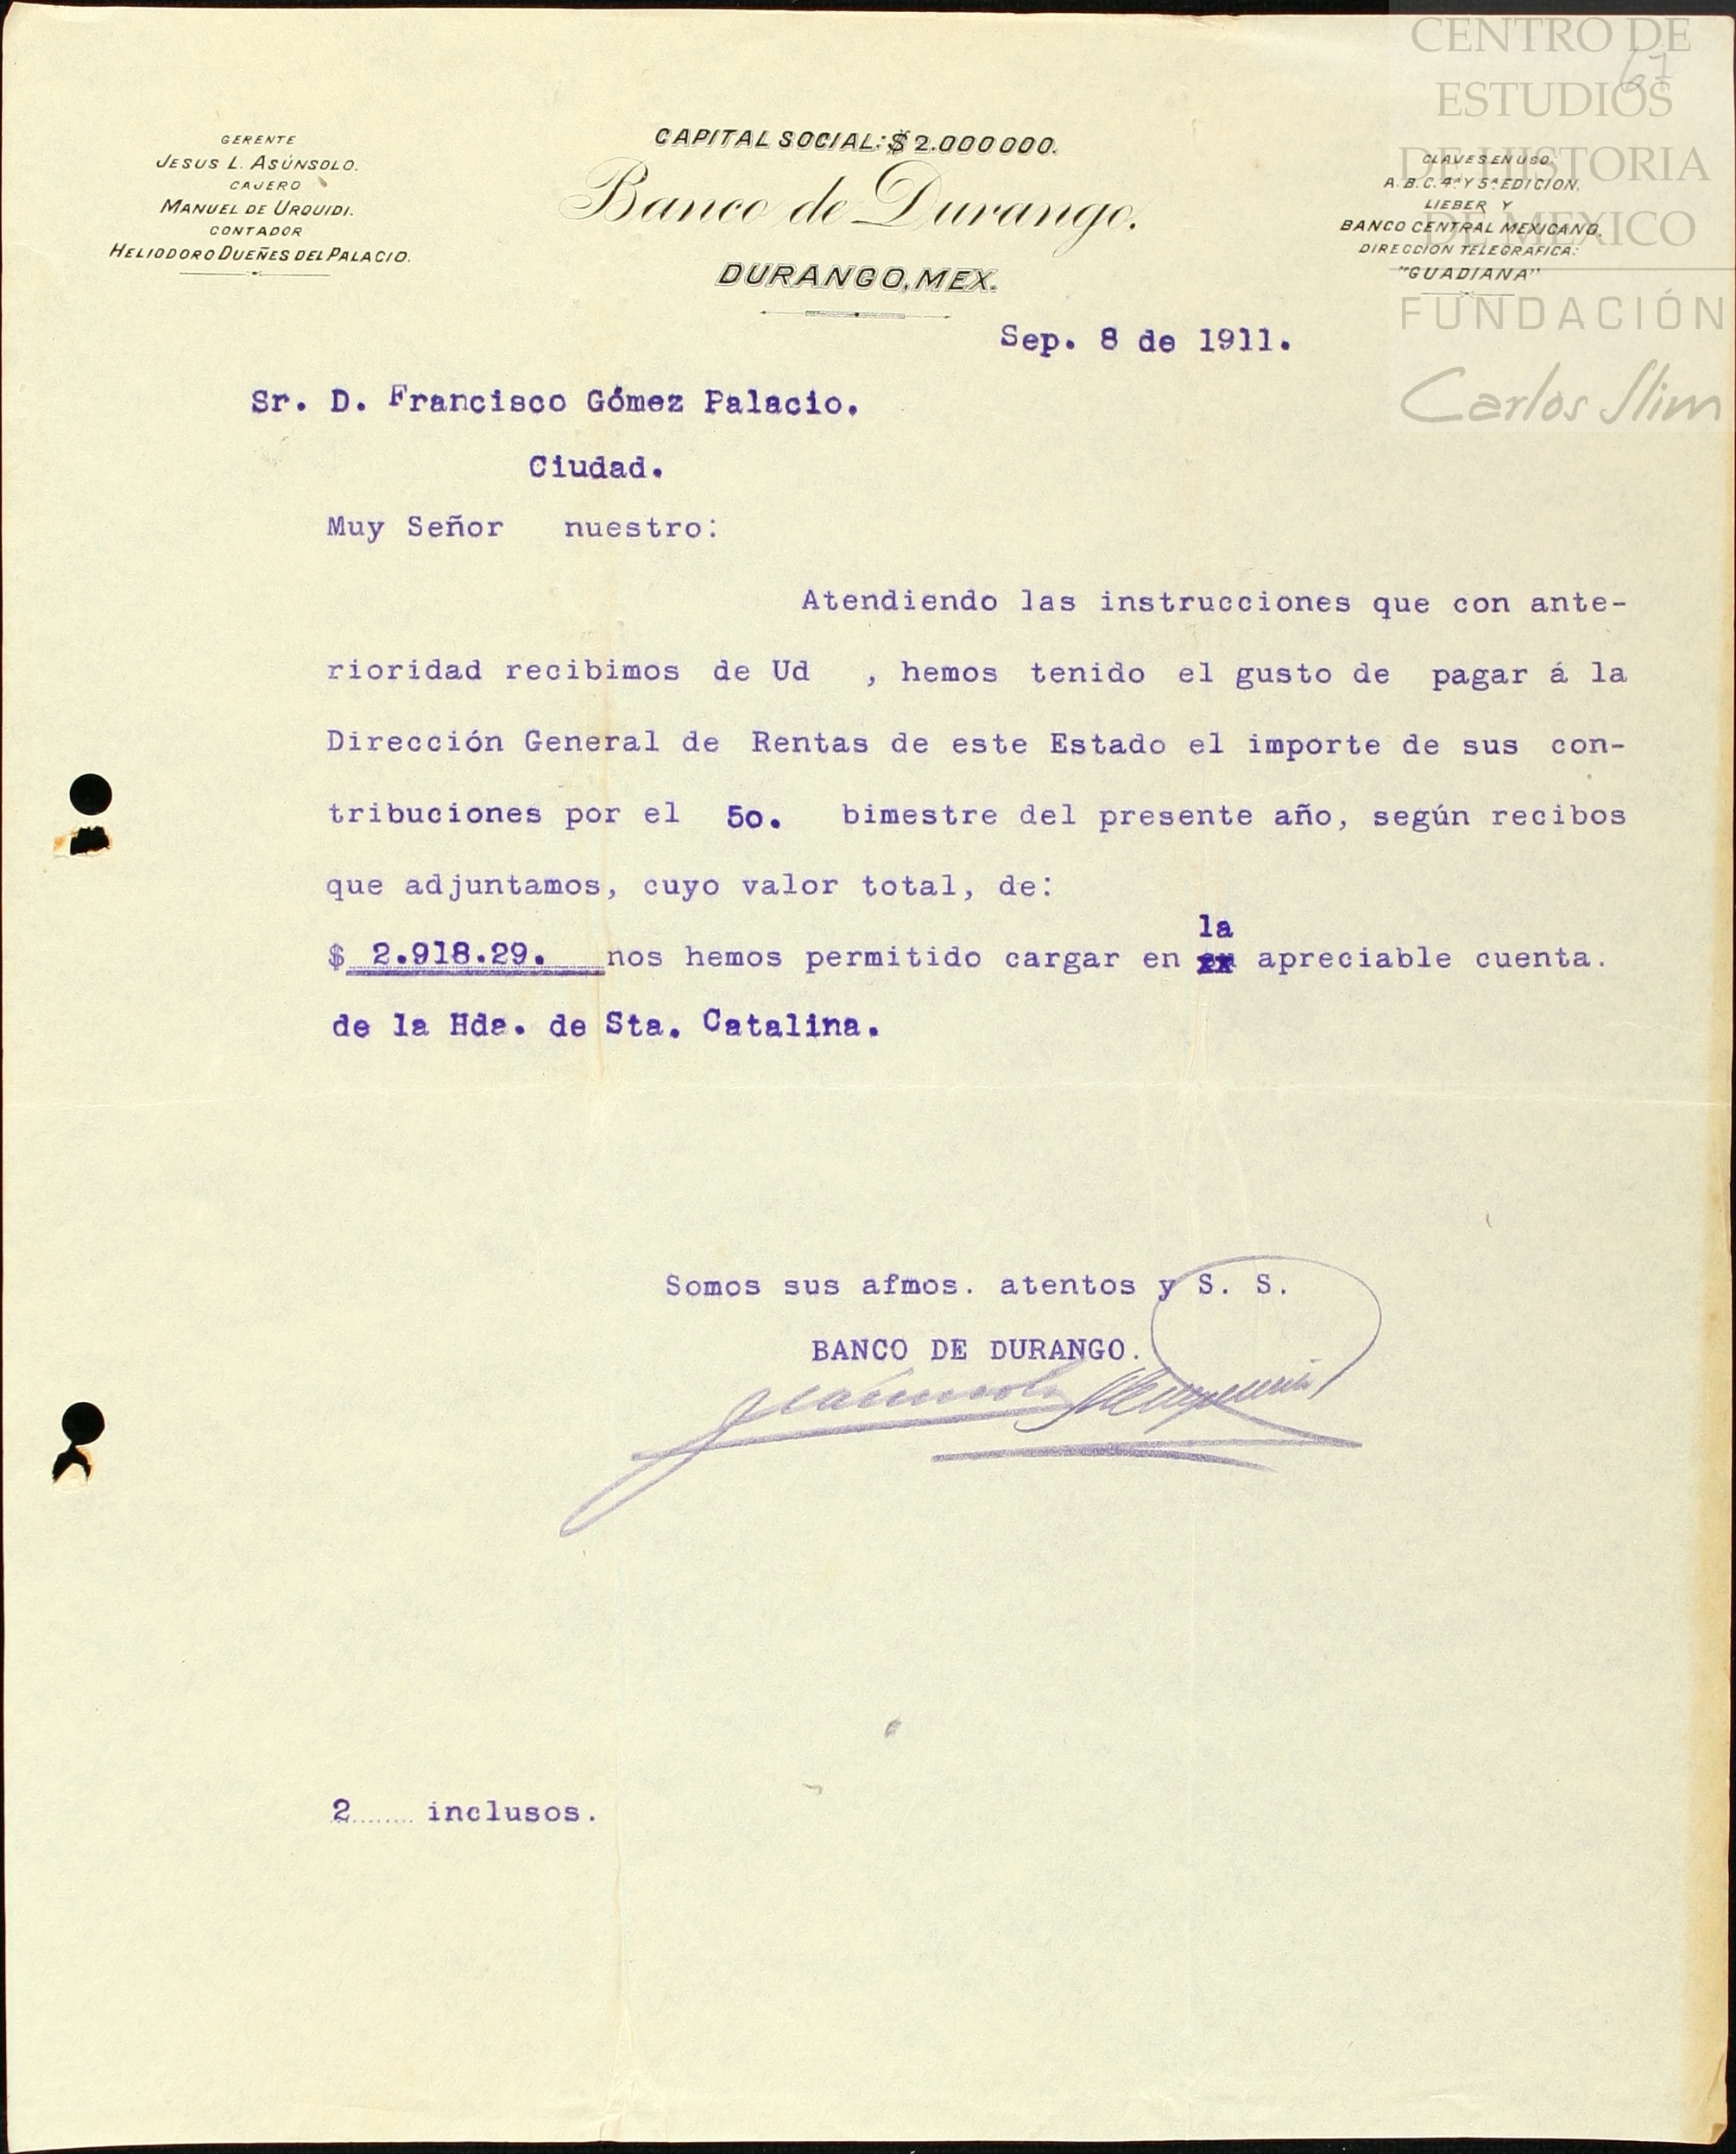 CENTRO DE
ESTUDIOS
DE HISTORIA
DE MEXICO
FUNDACIÓN
Carlos Slim
61
GERENTE
JESUS L. ASÚNSOLO.
CAJERO
MANUEL DE URQUIDI.
CONTADOR
HELIODORO DUEÑES DEL PALACIO.
CAPITAL SOCIAL: $ 2.000000.
Banco de Durango.
DURANGO, MEX.
CLAVES EN USO:
A.B.C. 4ª Y 5ª EDICION,
LIEBER Y
BANCO CENTRAL MEXICANO.
DIRECCION TELEGRAFICA:
"GUADIANA"
Sep. 8 de 1911.
Sr. D. Francisco Gómez Palacio.
Ciudad.
Muy Señor nuestro:
Atendiendo las instrucciones que con ante-
rioridad recibimos de Ud , hemos tenido el gusto de pagar á la
Dirección General de Rentas de este Estado el importe de sus con-
tribuciones por el 5o. bimestre del presente año, según recibos
que adjuntamos, cuyo valor total, de:
la
$ 2.918.29. nos hemos permitido cargar en apreciable cuenta.
de la Hda. de Sta. Catalina.
Somos sus afmos. atentos y S. S.
BANCO DE DURANGO.
2 inclusos.